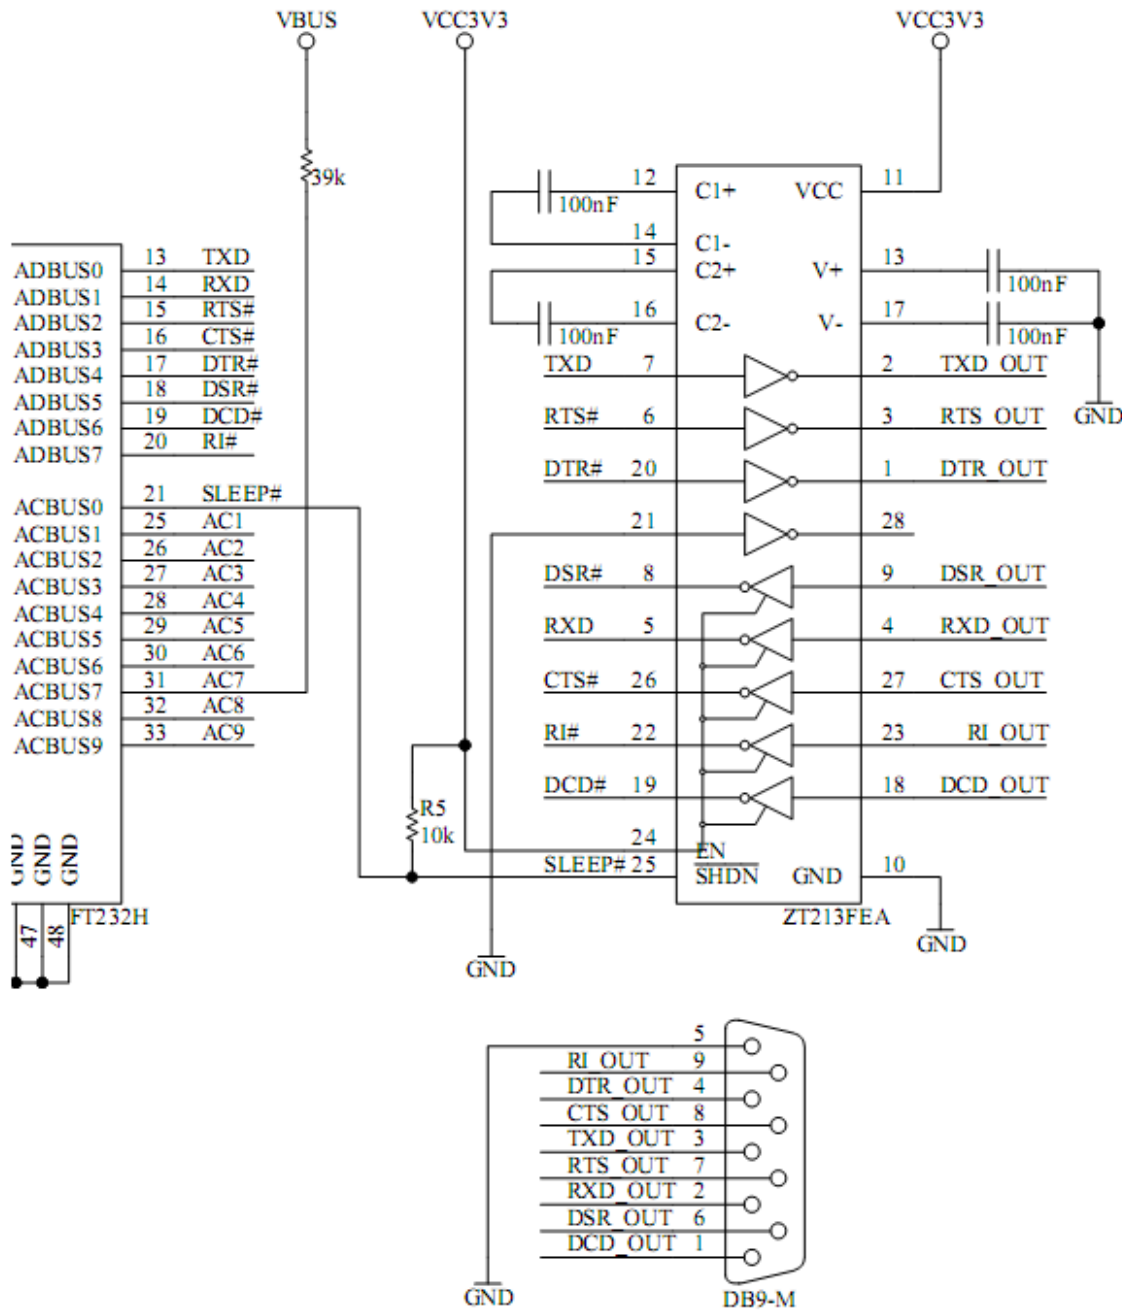 VBUS VCC3V3 VCC3V3
39k
12 C1+ VCC 11
100nF
14 C1-
15 C2+ V+ 13
100nF
16 C2- V- 17
100nF 100nF
GND
ADBUS0 13 TXD
ADBUS1 14 RXD
ADBUS2 15 RTS#
ADBUS3 16 CTS#
ADBUS4 17 DTR#
ADBUS5 18 DSR#
ADBUS6 19 DCD#
ADBUS7 20 RI#
ACBUS0 21 SLEEP#
ACBUS1 25 AC1
ACBUS2 26 AC2
ACBUS3 27 AC3
ACBUS4 28 AC4
ACBUS5 29 AC5
ACBUS6 30 AC6
ACBUS7 31 AC7
ACBUS8 32 AC8
ACBUS9 33 AC9
GND GND GND
47 48
FT232H
TXD 7 2 TXD_OUT
RTS# 6 3 RTS_OUT
DTR# 20 1 DTR_OUT
21 28
DSR# 8 9 DSR_OUT
RXD 5 4 RXD_OUT
CTS# 26 27 CTS_OUT
RI# 22 23 RI_OUT
DCD# 19 18 DCD_OUT
R5
10k
24 EN
SLEEP# 25 SHDN GND 10
ZT213FEA
GND GND
5
RI_OUT 9
DTR_OUT 4
CTS_OUT 8
TXD_OUT 3
RTS_OUT 7
RXD_OUT 2
DSR_OUT 6
DCD_OUT 1
GND DB9-M